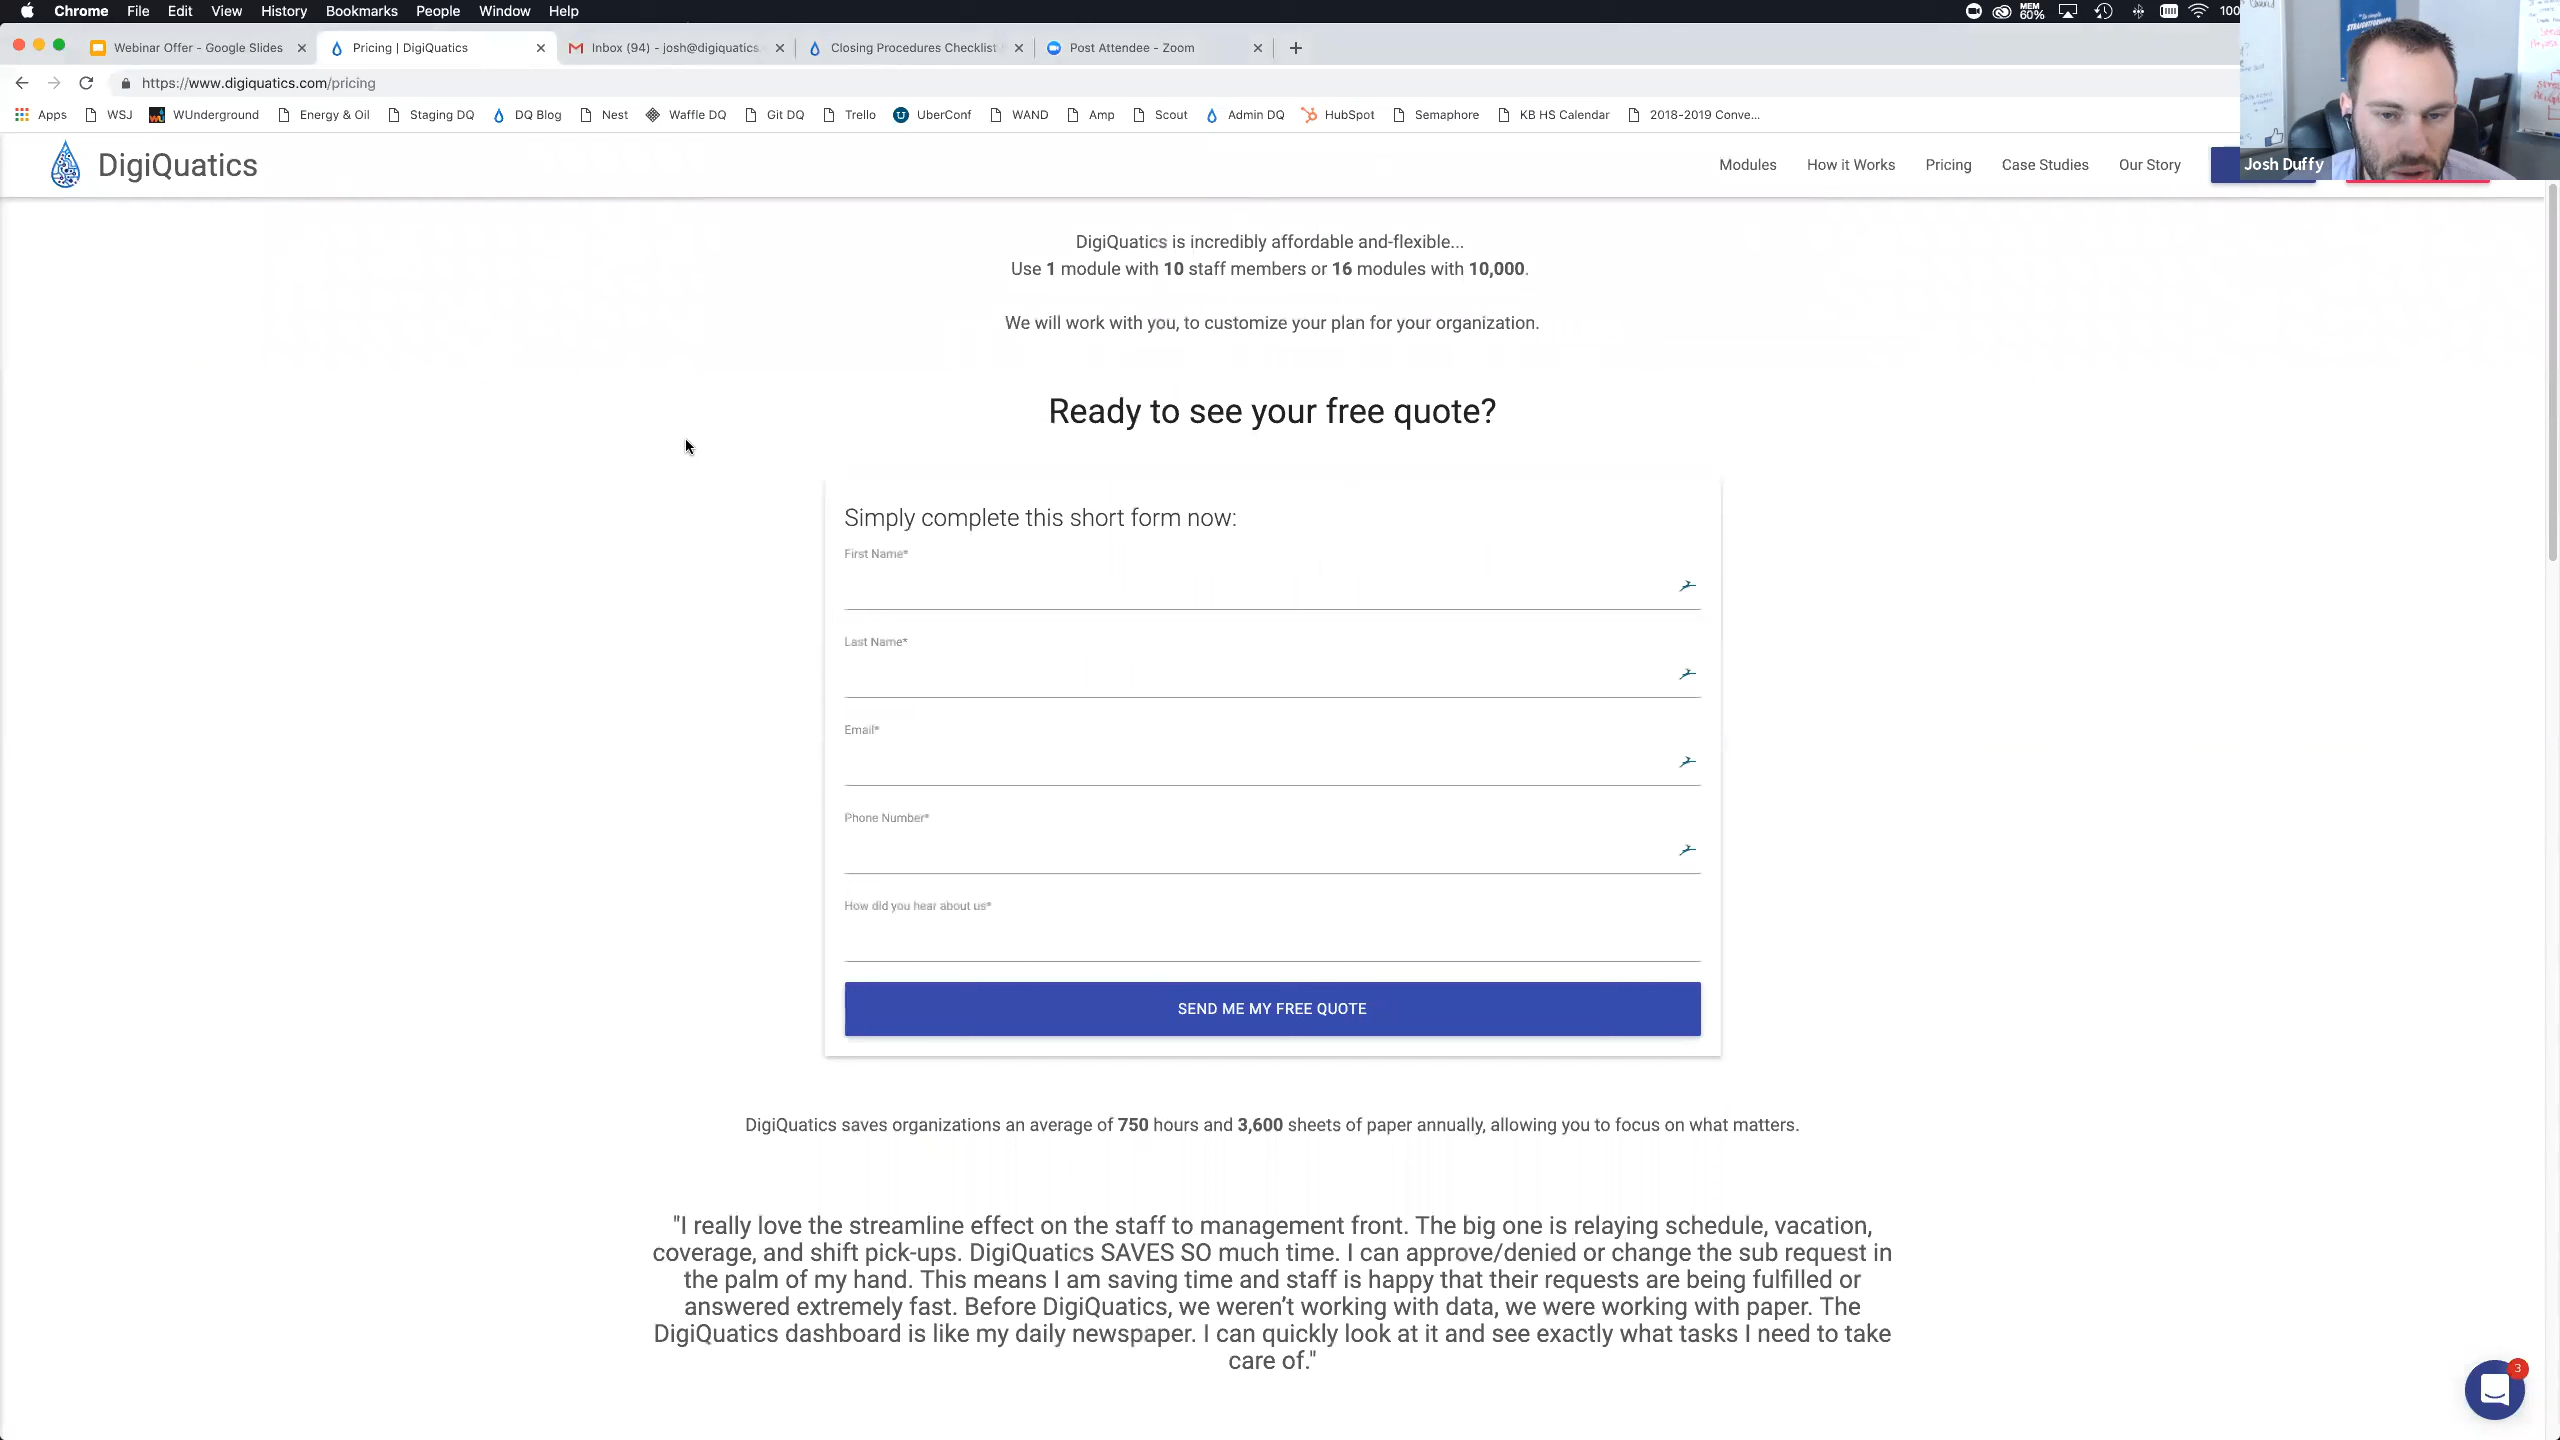 Chrome File Edit View History Bookmarks People Window Help
MEM
60%
100
Webinar Offer - Google Slides
Pricing | DigiQuatics
Inbox (94) - josh@digiquatics.
Closing Procedures Checklist
Post Attendee - Zoom
https://www.digiquatics.com/pricing
Apps WSJ WUnderground Energy & Oil Staging DQ DQ Blog Nest Waffle DQ Git DQ Trello UberConf WAND Amp Scout Admin DQ HubSpot Semaphore KB HS Calendar 2018-2019 Conve...
DigiQuatics
Modules How it Works Pricing Case Studies Our Story
Josh Duffy
DigiQuatics is incredibly affordable and-flexible...
Use 1 module with 10 staff members or 16 modules with 10,000.
We will work with you, to customize your plan for your organization.
Ready to see your free quote?
Simply complete this short form now:
First Name*
Last Name*
Email*
Phone Number*
How did you hear about us*
SEND ME MY FREE QUOTE
DigiQuatics saves organizations an average of 750 hours and 3,600 sheets of paper annually, allowing you to focus on what matters.
"I really love the streamline effect on the staff to management front. The big one is relaying schedule, vacation,
coverage, and shift pick-ups. DigiQuatics SAVES SO much time. I can approve/denied or change the sub request in
the palm of my hand. This means I am saving time and staff is happy that their requests are being fulfilled or
answered extremely fast. Before DigiQuatics, we weren't working with data, we were working with paper. The
DigiQuatics dashboard is like my daily newspaper. I can quickly look at it and see exactly what tasks I need to take
care of."
3